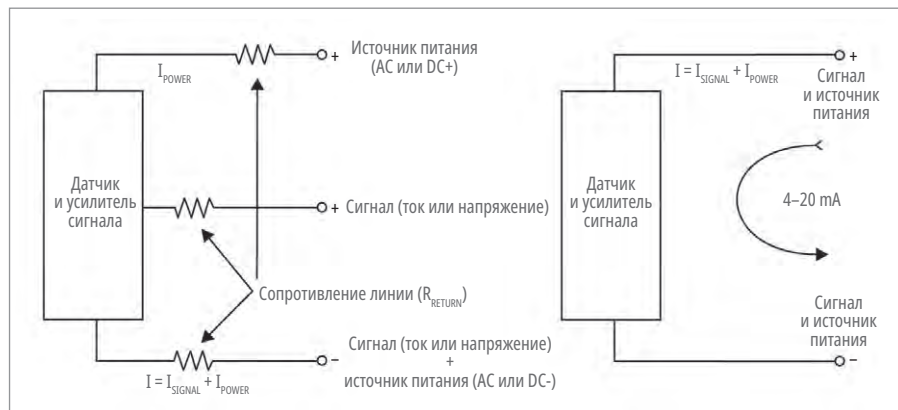 I_POWER
+ Источник питания
(AC или DC+)
Датчик
и усилитель
сигнала
+ Сигнал (ток или напряжение)
Сопротивление линии (R_RETURN)
– Сигнал (ток или напряжение)
+
источник питания (AC или DC-)
I = I_SIGNAL + I_POWER
I = I_SIGNAL + I_POWER
+
Сигнал
и источник
питания
Датчик
и усилитель
сигнала
4–20 mA
Сигнал
и источник
питания
–